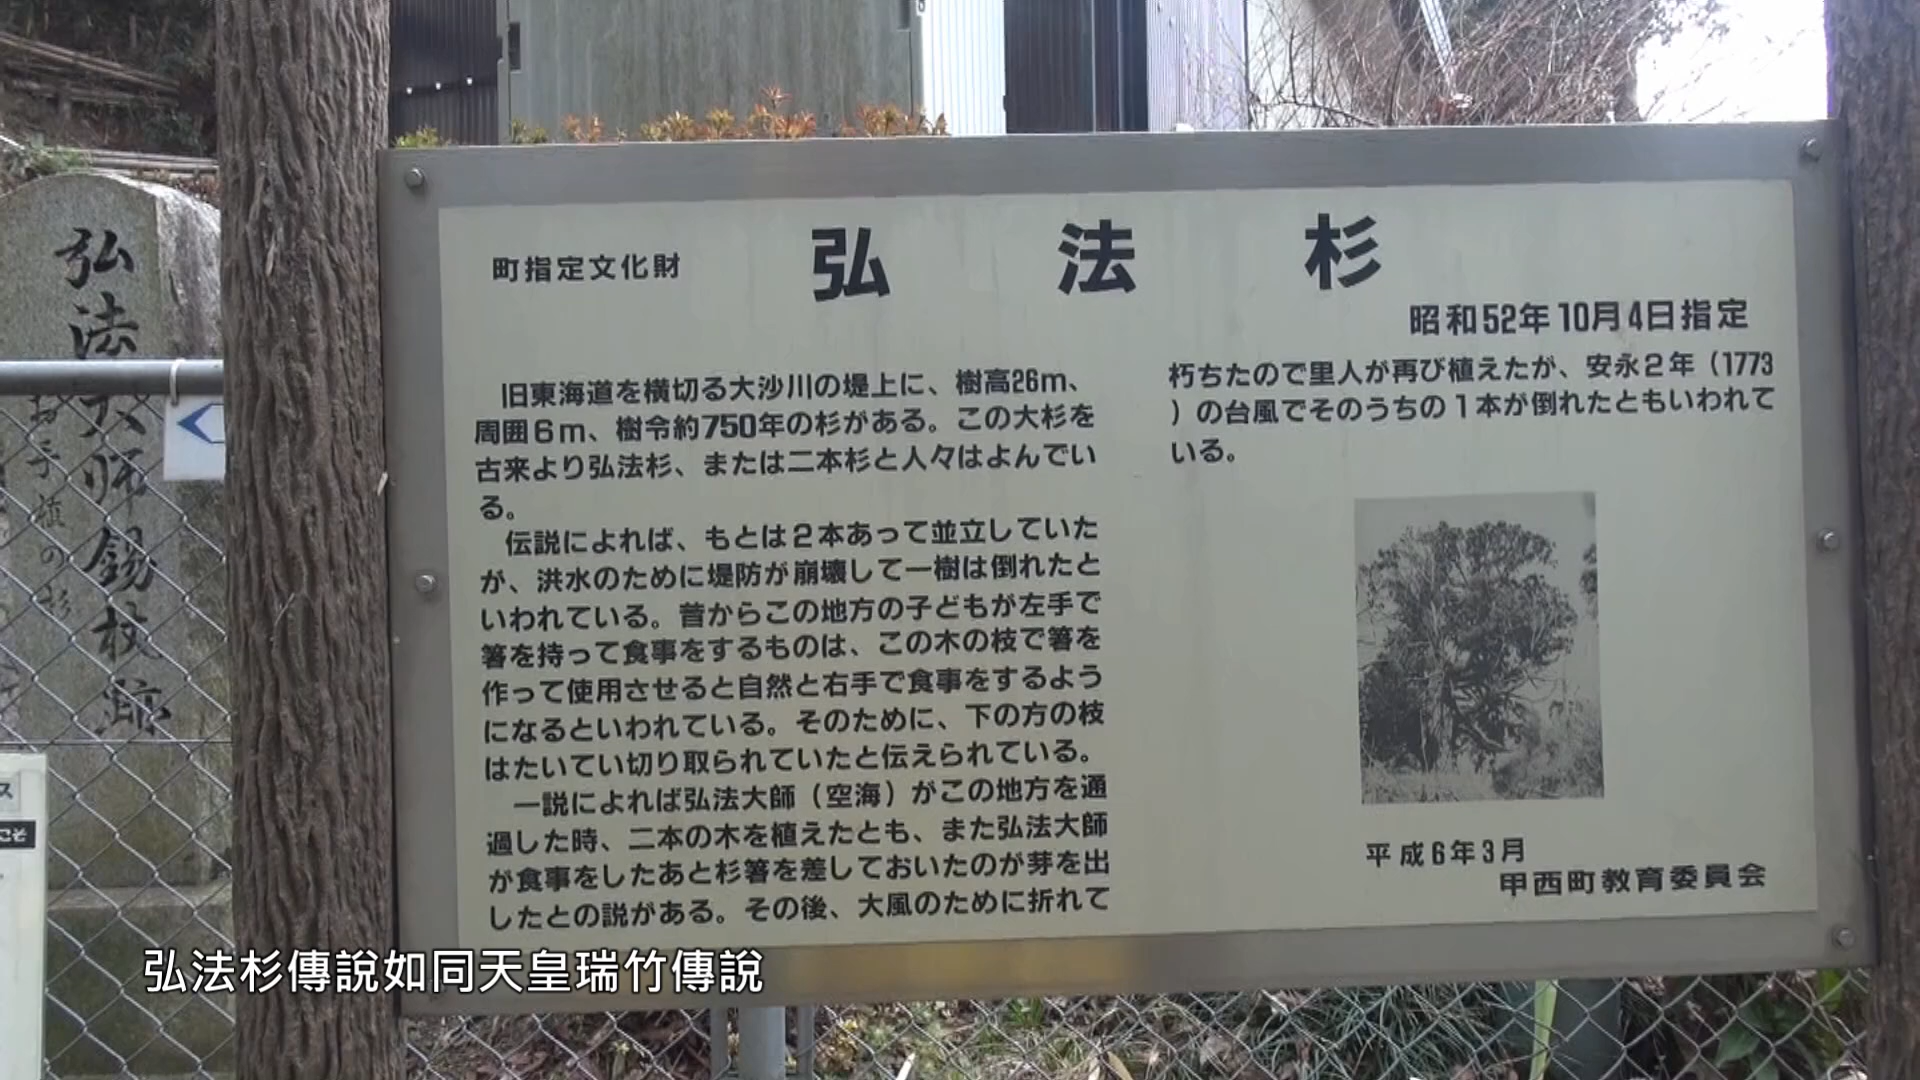 町指定文化財
弘法杉
昭和52年10月4日指定
旧東海道を横切る大沙川の堤上に、樹高26m、
周囲6m、樹令約750年の杉がある。この大杉を
古来より弘法杉、または二本杉と人々はよんでい
る。
伝説によれば、もとは2本あって並立していた
が、洪水のために堤防が崩壊して一樹は倒れたと
いわれている。昔からこの地方の子どもが左手で
箸を持って食事をするものは、この木の枝で箸を
作って使用させると自然と右手で食事をするよう
になるといわれている。そのために、下の方の枝
はたいてい切り取られていたと伝えられている。
一説によれば弘法大師（空海）がこの地方を通
過した時、二本の木を植えたとも、また弘法大師
が食事をしたあと杉箸を差しておいたのが芽を出
したとの説がある。その後、大風のために折れて
朽ちたので里人が再び植えたが、安永2年（1773
）の台風でそのうちの1本が倒れたともいわれて
いる。
平成6年3月
甲西町教育委員会
弘法大師錫杖跡
お手植の杉
弘法杉傳說如同天皇瑞竹傳說